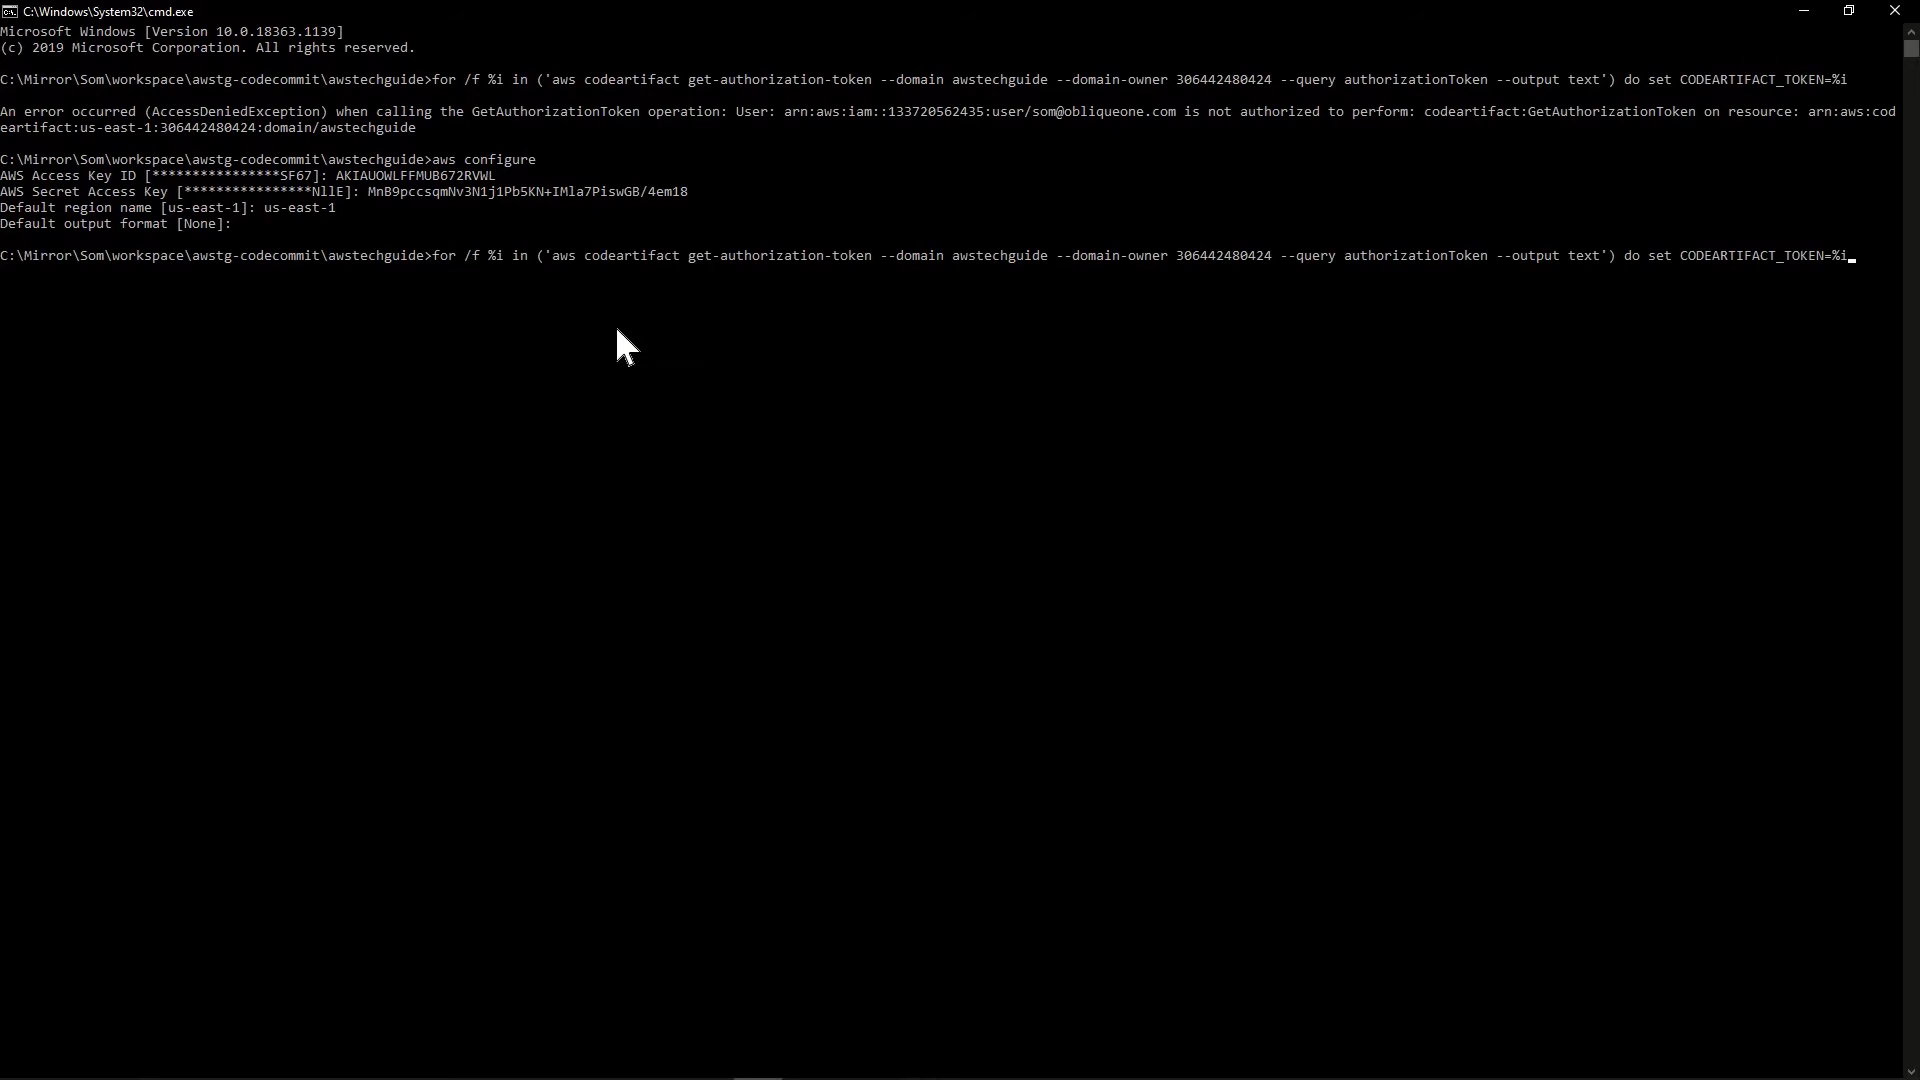 C:\Windows\System32\cmd.exe
Microsoft Windows [Version 10.0.18363.1139]
(c) 2019 Microsoft Corporation. All rights reserved.
C:\Mirror\Som\workspace\awstg-codecommit\awstechguide>for /f %i in ('aws codeartifact get-authorization-token --domain awstechguide --domain-owner 306442480424 --query authorizationToken --output text') do set CODEARTIFACT_TOKEN=%i
An error occurred (AccessDeniedException) when calling the GetAuthorizationToken operation: User: arn:aws:iam::133720562435:user/som@obliqueone.com is not authorized to perform: codeartifact:GetAuthorizationToken on resource: arn:aws:cod
eartifact:us-east-1:306442480424:domain/awstechguide
C:\Mirror\Som\workspace\awstg-codecommit\awstechguide>aws configure
AWS Access Key ID [****************SF67]: AKIAUOWLFFMUB672RVWL
AWS Secret Access Key [****************NllE]: 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
Default region name [us-east-1]: us-east-1
Default output format [None]:
C:\Mirror\Som\workspace\awstg-codecommit\awstechguide>for /f %i in ('aws codeartifact get-authorization-token --domain awstechguide --domain-owner 306442480424 --query authorizationToken --output text') do set CODEARTIFACT_TOKEN=%i